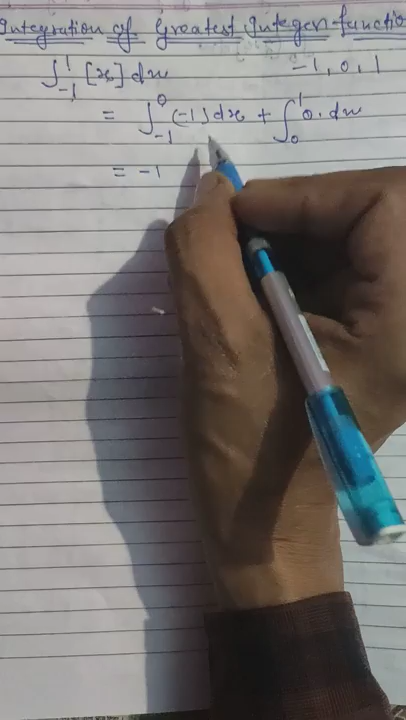 Integration of Greatest Integer functio
∫₋₁¹ [x] dx    -1, 0, 1
= ∫₋₁⁰ (-1) dx + ∫₀¹ 0. dx
= -1